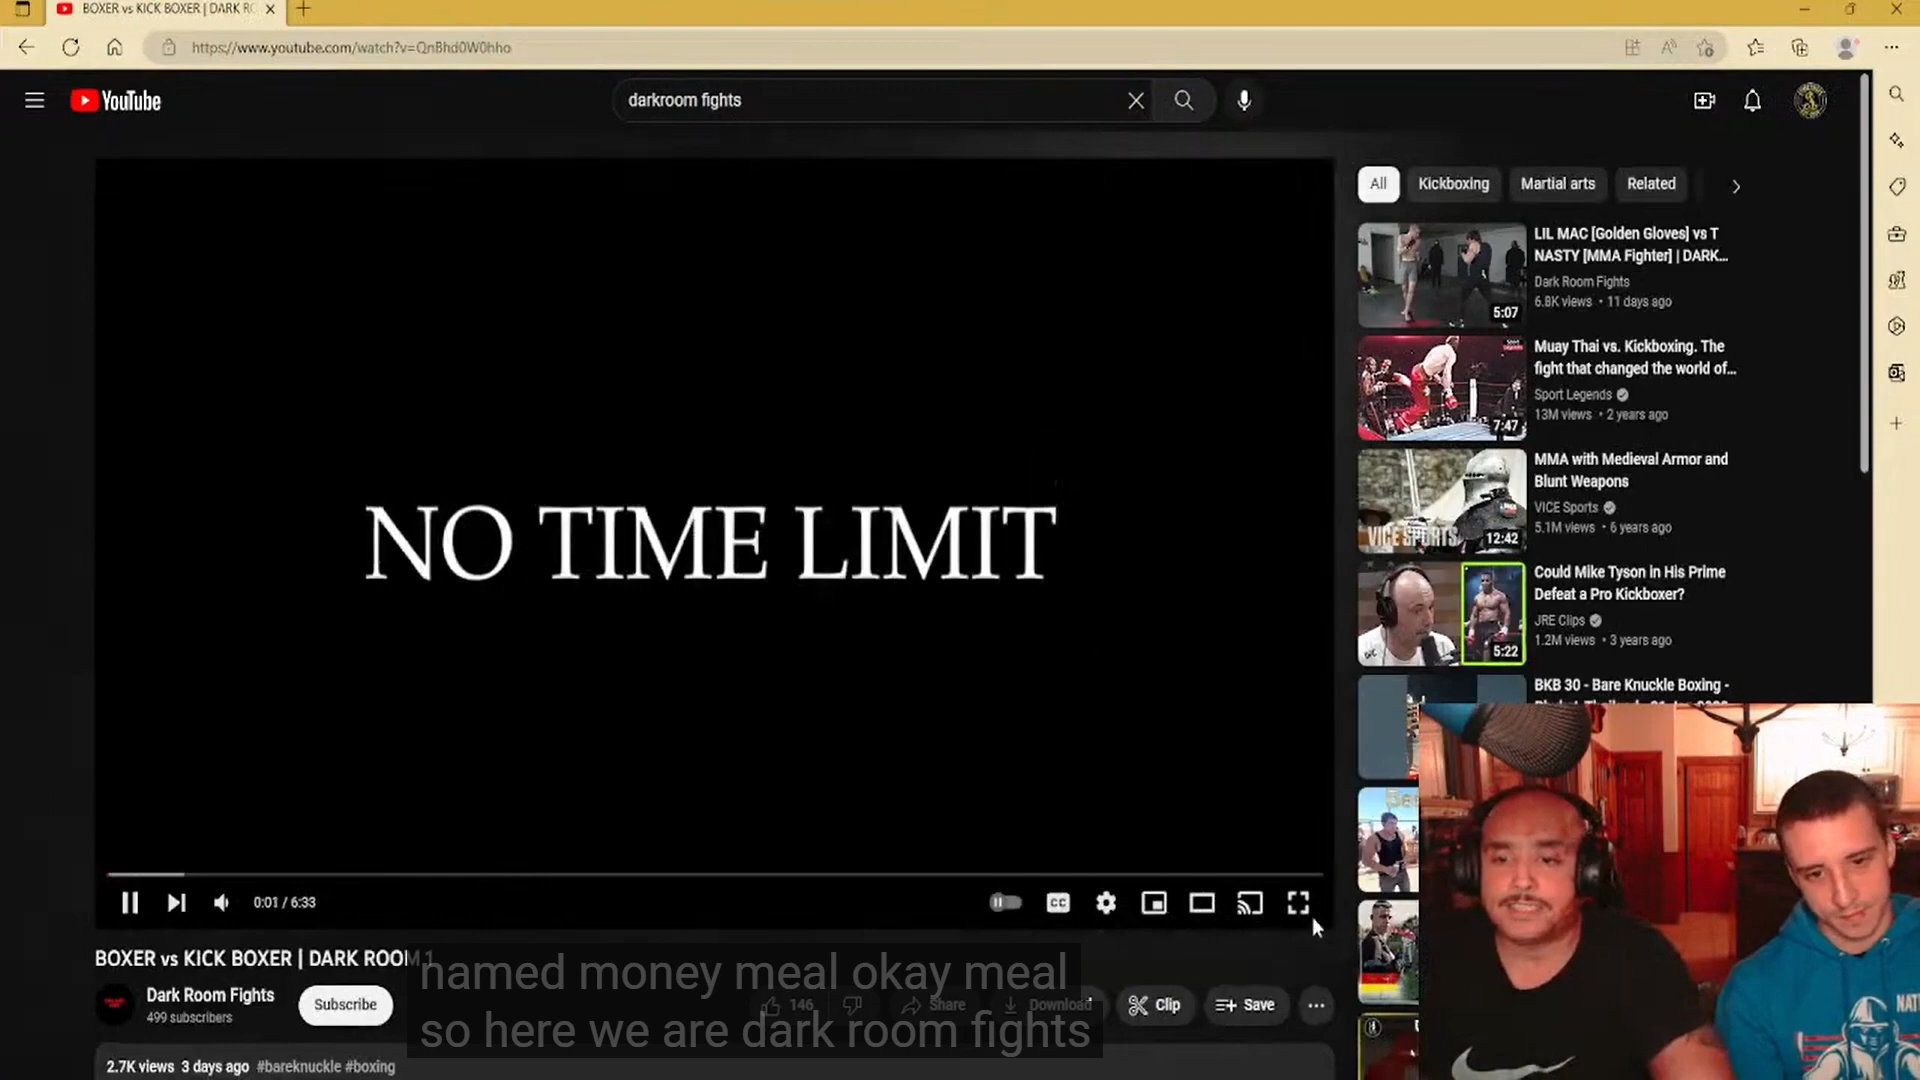 BOXER vs KICK BOXER | DARK RO
https://www.youtube.com/watch?v=QnBhd0W0hho
YouTube
darkroom fights
All
Kickboxing
Martial arts
Related
NO TIME LIMIT
LIL MAC [Golden Gloves] vs T
NASTY [MMA Fighter] | DARK...
Dark Room Fights
6.8K views • 11 days ago
5:07
Muay Thai vs. Kickboxing. The
fight that changed the world of...
Sport Legends
13M views • 2 years ago
7:47
MMA with Medieval Armor and
Blunt Weapons
VICE Sports
5.1M views • 6 years ago
VICE SPORTS
12:42
Could Mike Tyson in His Prime
Defeat a Pro Kickboxer?
JRE Clips
1.2M views • 3 years ago
5:22
BKB 30 - Bare Knuckle Boxing -
0:01 / 6:33
CC
BOXER vs KICK BOXER | DARK ROOM 1
named money meal okay meal
so here we are dark room fights
Dark Room Fights
499 subscribers
Subscribe
146
Share
Download
Clip
Save
2.7K views 3 days ago #bareknuckle #boxing